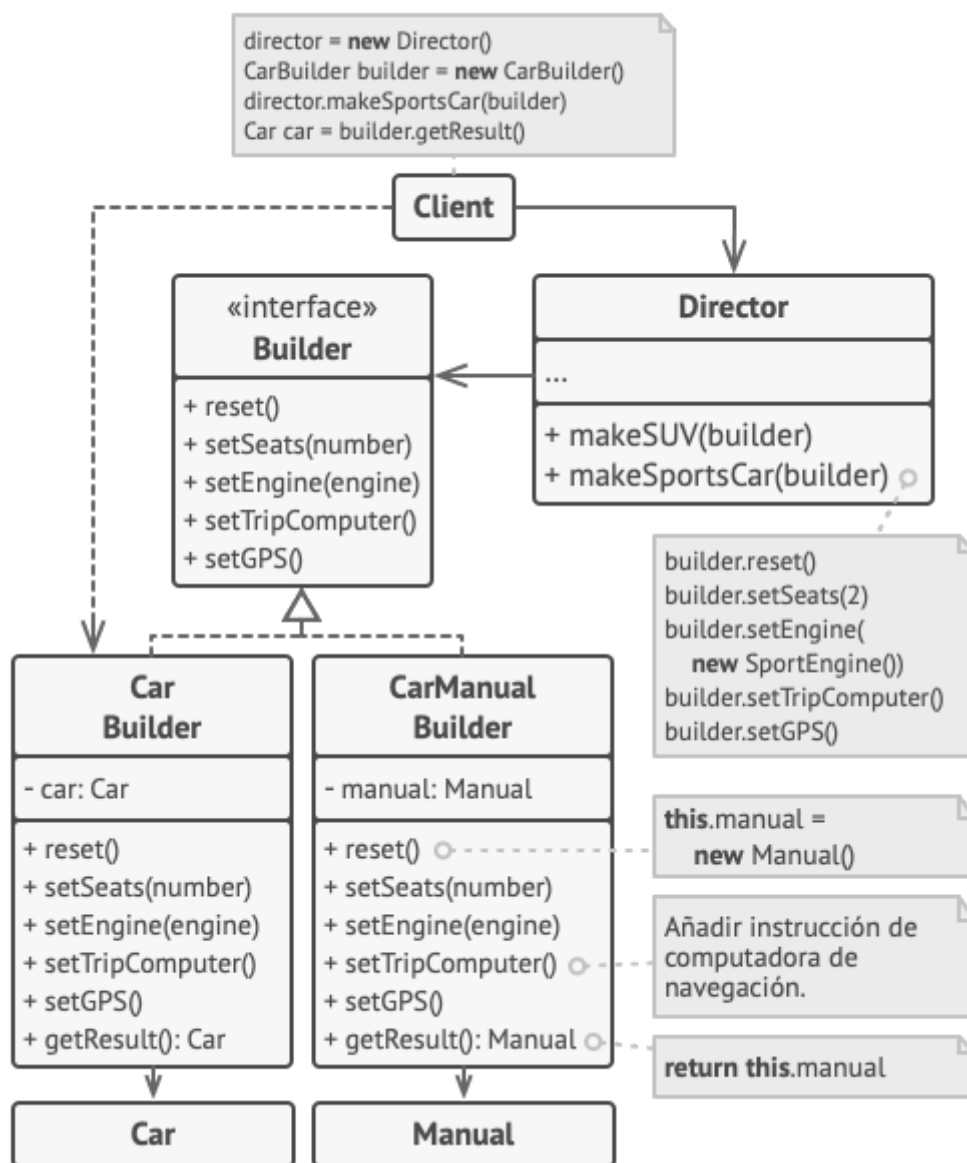 director = new Director()
CarBuilder builder = new CarBuilder()
director.makeSportsCar(builder)
Car car = builder.getResult()
Client
«interface»
Builder
+ reset()
+ setSeats(number)
+ setEngine(engine)
+ setTripComputer()
+ setGPS()
Director
...
+ makeSUV(builder)
+ makeSportsCar(builder)
builder.reset()
builder.setSeats(2)
builder.setEngine(
new SportEngine())
builder.setTripComputer()
builder.setGPS()
Car
Builder
- car: Car
+ reset()
+ setSeats(number)
+ setEngine(engine)
+ setTripComputer()
+ setGPS()
+ getResult(): Car
CarManual
Builder
- manual: Manual
+ reset()
+ setSeats(number)
+ setEngine(engine)
+ setTripComputer()
+ setGPS()
+ getResult(): Manual
this.manual =
new Manual()
Añadir instrucción de
computadora de
navegación.
return this.manual
Car
Manual